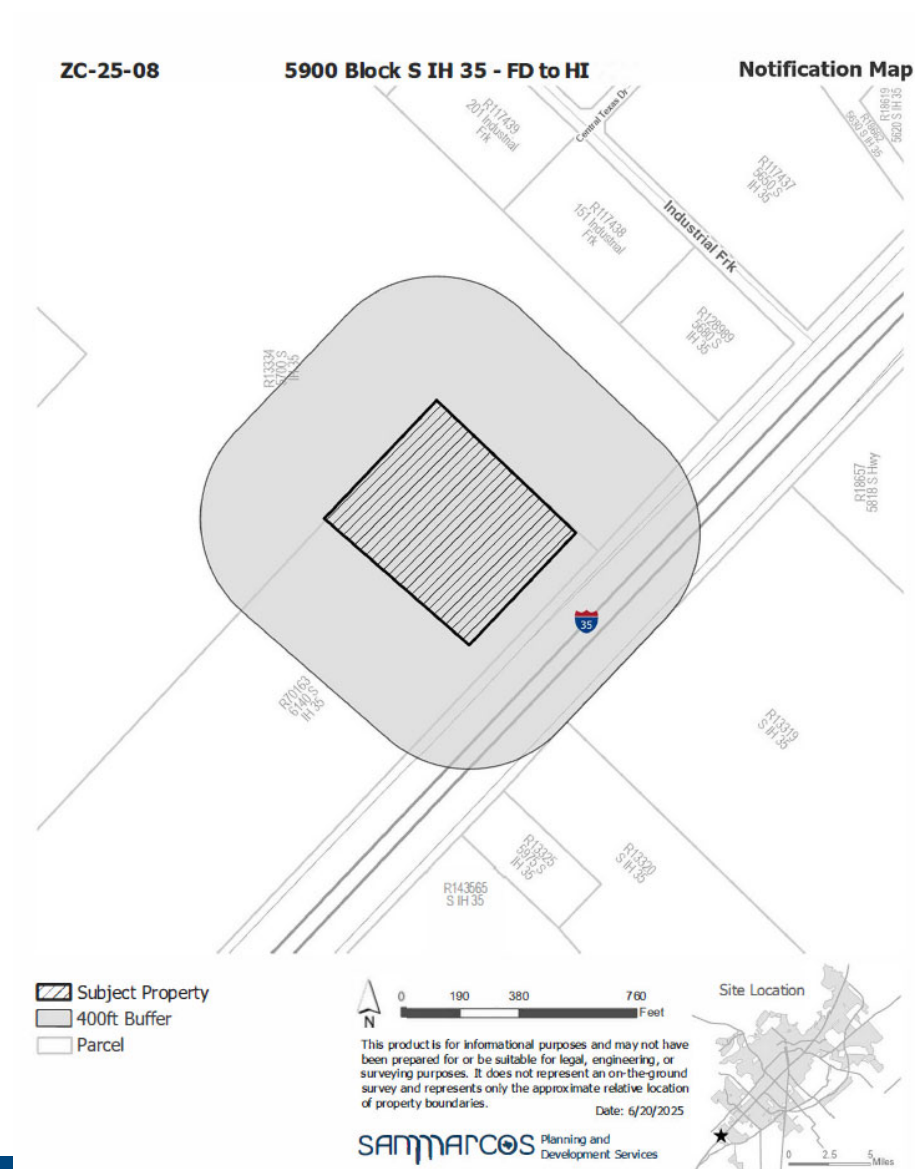 ZC-25-08
5900 Block S IH 35 - FD to HI
Notification Map
R117439
201 Industrial
Frk
Central Texas Dr
R18619
5620 S IH 35
R18662
5630 S IH 35
R117437
5650 S
IH 35
R117438
151 Industrial
Frk
Industrial Frk
R128989
5680 S
IH 35
R13334
5700 S
IH 35
R18657
5818 S Hwy
35
R70163
6140 S
IH 35
R13319
S IH 35
R13325
5975 S
IH 35
R13320
S IH 35
R143565
S IH 35
Subject Property
400ft Buffer
Parcel
N
0 190 380 760
Feet
This product is for informational purposes and may not have
been prepared for or be suitable for legal, engineering, or
surveying purposes. It does not represent an on-the-ground
survey and represents only the approximate relative location
of property boundaries.
Date: 6/20/2025
SANMARCOS
Planning and
Development Services
Site Location
0 2.5 5
Miles